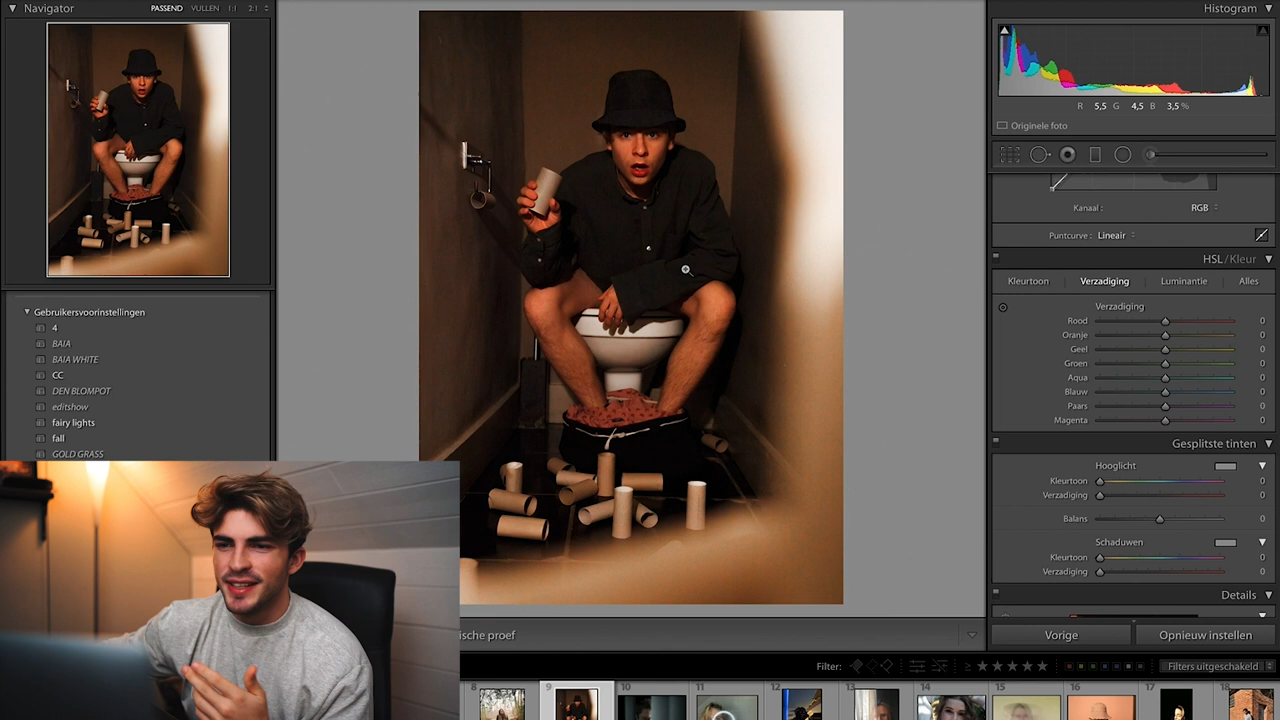 Navigator PASSEND VULLEN 1:1 2:1
Gebruikersvoorinstellingen
4
BAIA
BAIA WHITE
CC
DEN BLOMPOT
editshow
fairy lights
fall
GOLD GRASS
ische proef
Histogram
R 5,5 G 4,5 B 3,5 %
Originele foto
Kanaal: RGB
Puntcurve: Lineair
HSL / Kleur
Kleurtoon Verzadiging Luminantie Alles
Verzadiging
Rood 0
Oranje 0
Geel 0
Groen 0
Aqua 0
Blauw 0
Paars 0
Magenta 0
Gesplitste tinten
Hooglicht
Kleurtoon 0
Verzadiging 0
Balans 0
Schaduwen
Kleurtoon 0
Verzadiging 0
Details
Vorige Opnieuw instellen
Filter: Filters uitgeschakeld
8 9 10 11 12 13 14 15 16 17 18